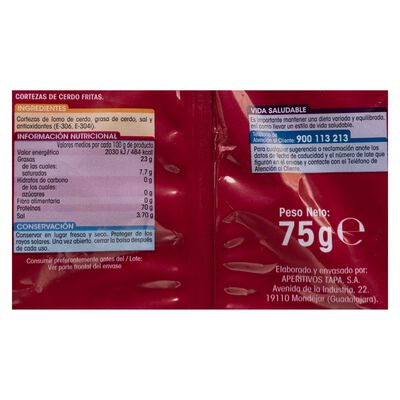 CORTEZAS DE CERDO FRITAS.
INGREDIENTES
Cortezas de lomo de cerdo, grasa de cerdo, sal y
antioxidantes (E-306, E-304i).
INFORMACIÓN NUTRICIONAL
Valores medios por cada 100 g de producto
Valor energético 2030 kJ / 484 kcal
Grasas 23 g
de las cuales:
saturadas 7,7 g
Hidratos de carbono 0 g
de los cuales:
azúcares 0 g
Fibra alimentaria 0 g
Proteínas 70 g
Sal 3,70 g
CONSERVACIÓN
Conservar en lugar fresco y seco. Proteger de los
rayos solares. Una vez abierto, cerrar la bolsa después
de cada uso.
Consumir preferentemente antes del / Lote:
Ver parte frontal del envase
VIDA SALUDABLE
Es importante mantener una dieta variada y equilibrada,
así como llevar un estilo de vida saludable.
Teléfono de
Atención al Cliente 900 113 213
Para cualquier sugerencia o reclamación anote los
datos de fecha de caducidad y el número de lote que
figuran en el envase y contacte con el Teléfono de
Atención al Cliente.
Peso Neto:
75g℮
Elaborado y envasado por:
APERITIVOS TAPA, S.A.
Avenida de la Industria, 22.
19110 Mondéjar (Guadalajara).